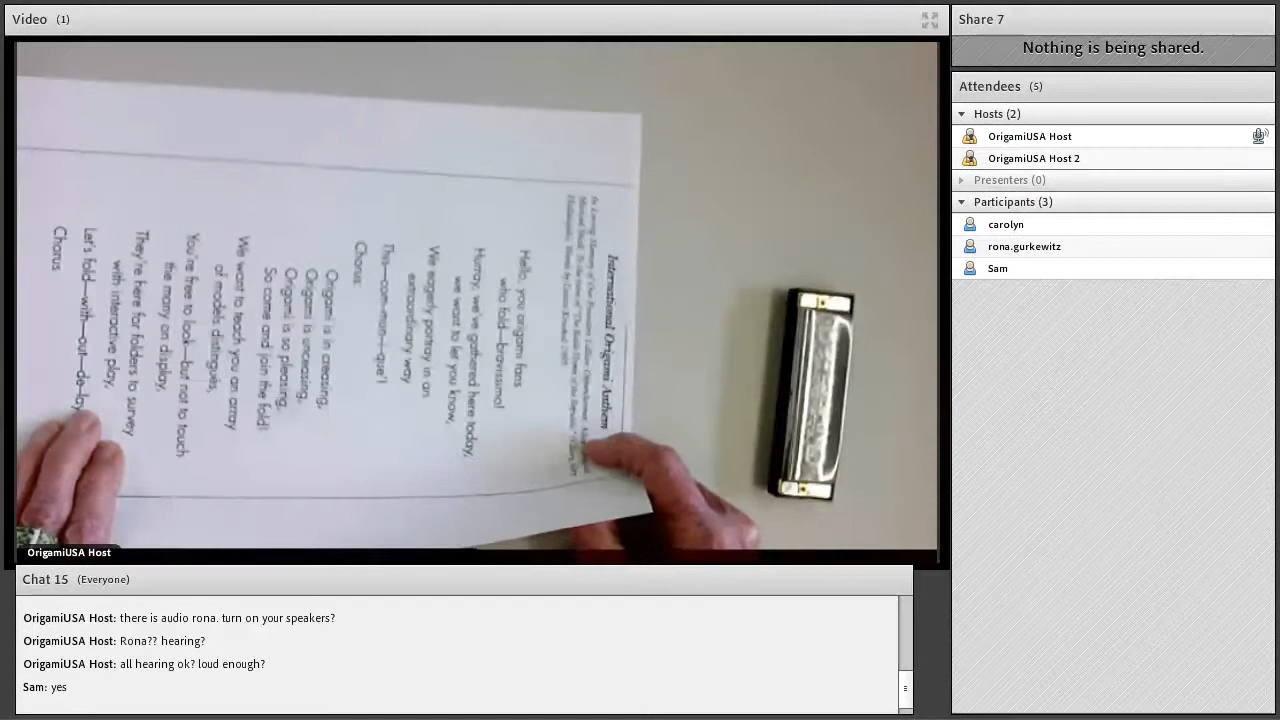 Video (1)
International Origami Anthem
Hello, you origami fans
who fold—bravissimo!
Hurray, we've gathered here today,
we want to let you know,
We eagerly portray in an
extraordinary way
This—com-mun-i-que'!
Chorus:
Origami is in creasing,
Origami is unceasing,
Origami is so pleasing,
So come and join the fold!
We want to teach you an array
of models distingués,
You're free to look—but not to touch
the many on display,
They're here for folders to survey
with interactive play,
Let's fold—with—out—de—lay
Chorus
OrigamiUSA Host
Chat 15 (Everyone)
OrigamiUSA Host: there is audio rona. turn on your speakers?
OrigamiUSA Host: Rona?? hearing?
OrigamiUSA Host: all hearing ok? loud enough?
Sam: yes
Share 7
Nothing is being shared.
Attendees (5)
Hosts (2)
OrigamiUSA Host
OrigamiUSA Host 2
Presenters (0)
Participants (3)
carolyn
rona.gurkewitz
Sam